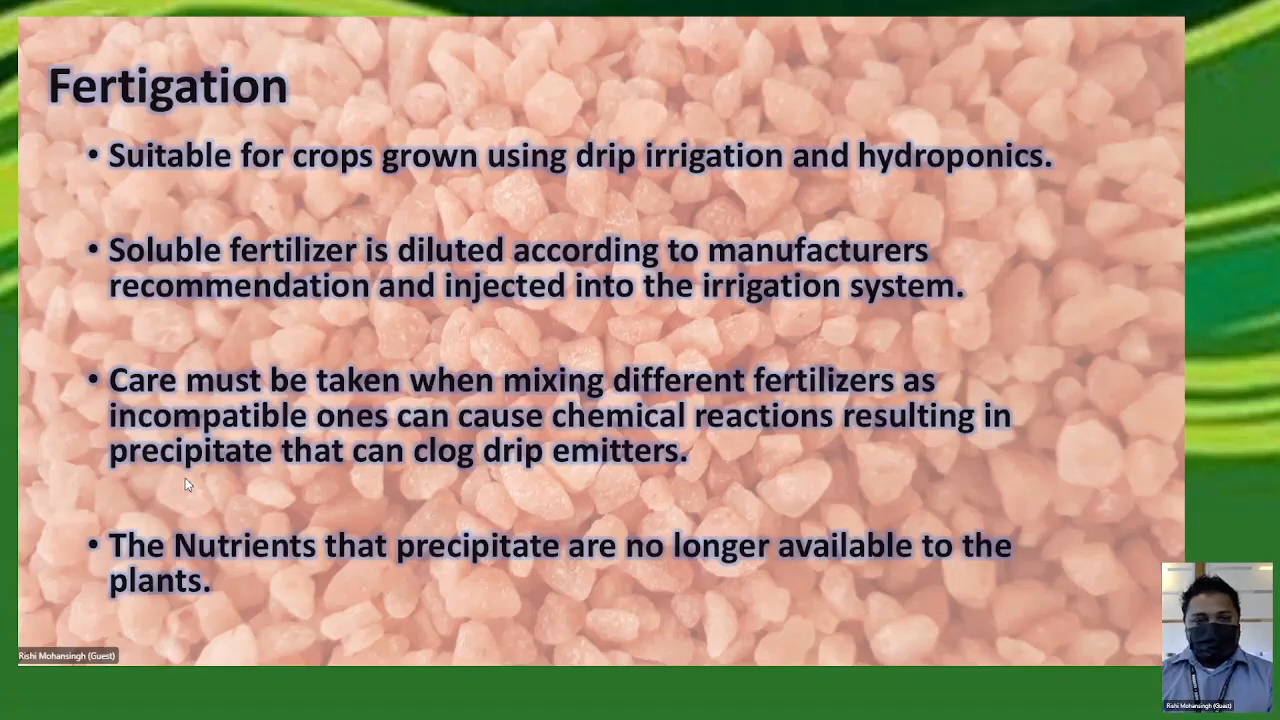 Fertigation
• Suitable for crops grown using drip irrigation and hydroponics.
• Soluble fertilizer is diluted according to manufacturers
recommendation and injected into the irrigation system.
• Care must be taken when mixing different fertilizers as
incompatible ones can cause chemical reactions resulting in
precipitate that can clog drip emitters.
• The Nutrients that precipitate are no longer available to the
plants.
Rishi Mohansingh (Guest)
Rishi Mohansingh (Guest)